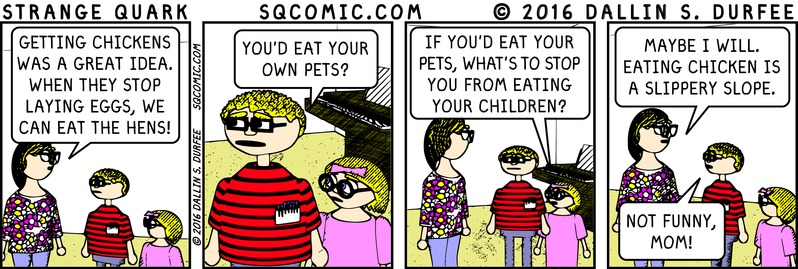 STRANGE QUARK
SQCOMIC.COM
© 2016 DALLIN S. DURFEE
GETTING CHICKENS
WAS A GREAT IDEA.
WHEN THEY STOP
LAYING EGGS, WE
CAN EAT THE HENS!
© 2016 DALLIN S. DURFEE SQCOMIC.COM
YOU'D EAT YOUR
OWN PETS?
IF YOU'D EAT YOUR
PETS, WHAT'S TO STOP
YOU FROM EATING
YOUR CHILDREN?
MAYBE I WILL.
EATING CHICKEN IS
A SLIPPERY SLOPE.
NOT FUNNY,
MOM!